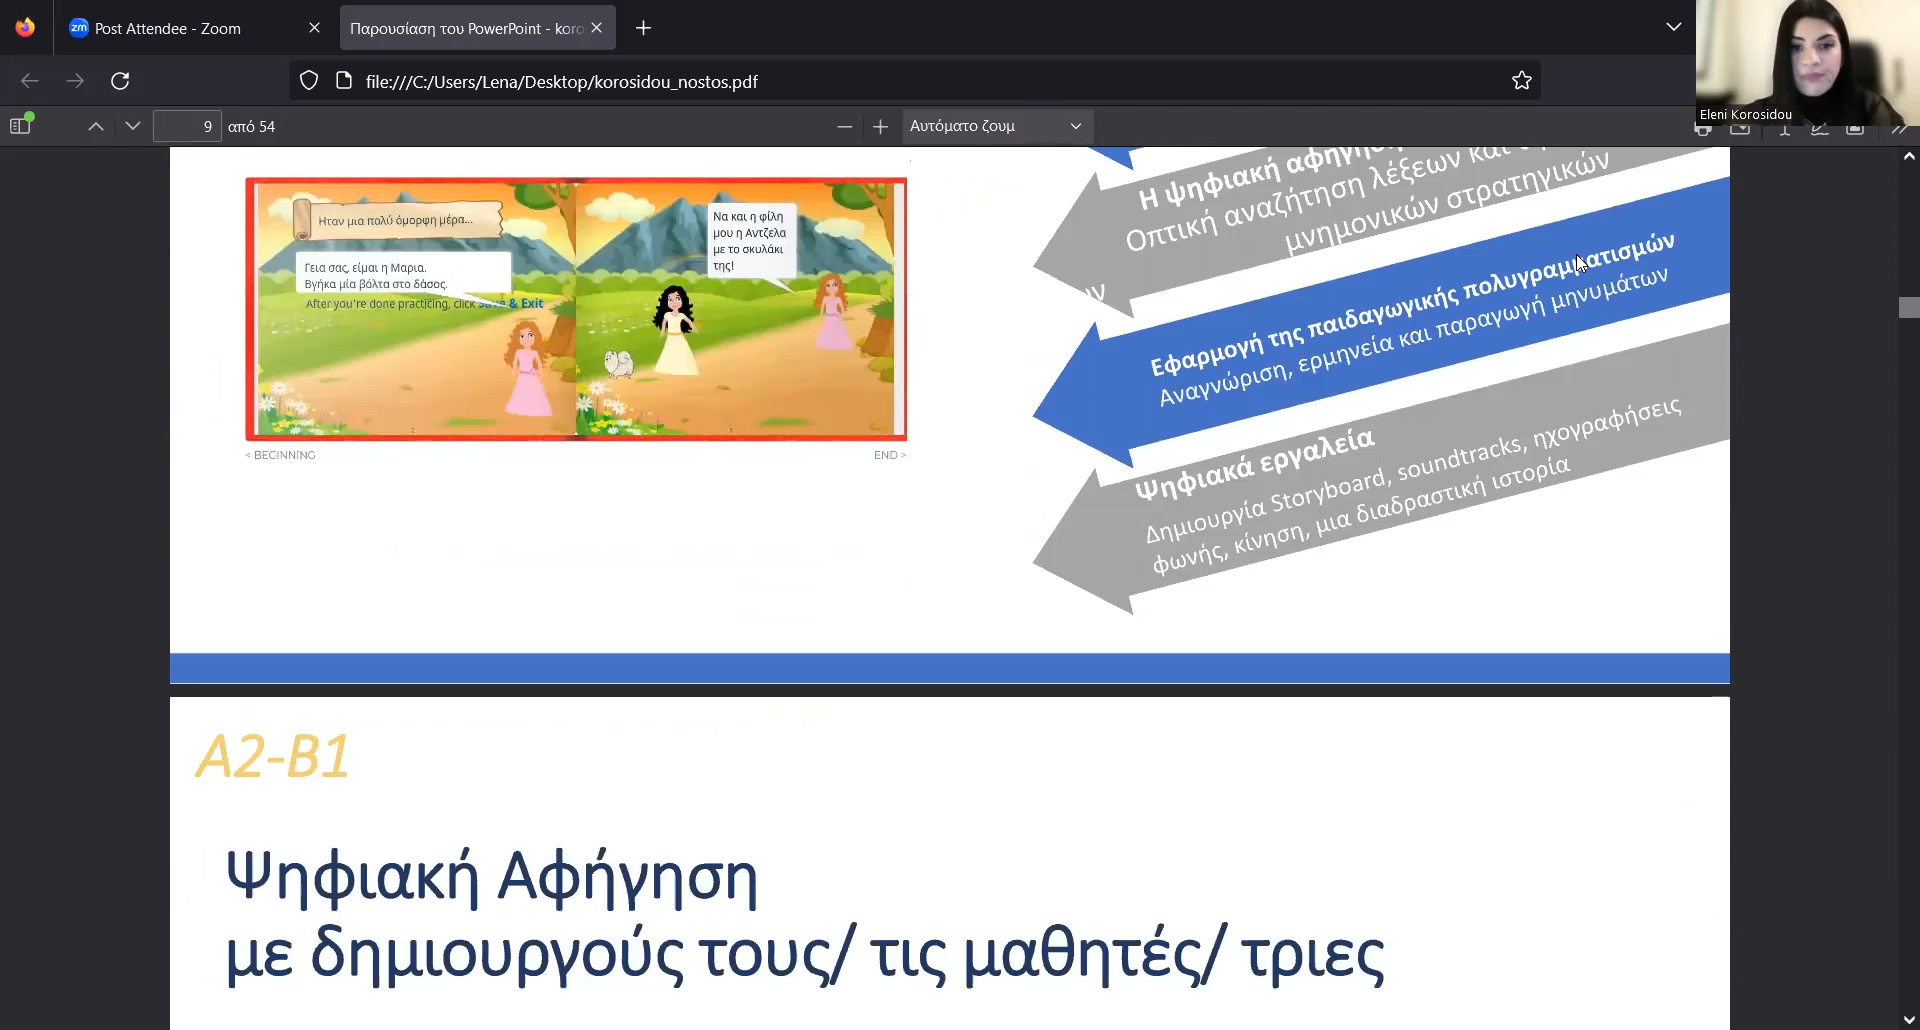 Post Attendee - Zoom
Παρουσίαση του PowerPoint - koro
file:///C:/Users/Lena/Desktop/korosidou_nostos.pdf
Eleni Korosidou
9 από 54
Αυτόματο ζουμ
Ηταν μια πολύ όμορφη μέρα...
Γεια σας, είμαι η Μαρια.
Βγήκα μία βόλτα στο δάσος.
After you're done practicing, click Save & Exit
Να και η φίλη
μου η Αντζελα
με το σκυλάκι
της!
2
3
< BEGINNING
END >
Η ψηφιακή
Οπτική αναζήτηση λέξεων και
μνημονικών στρατηγικών
Εφαρμογή της παιδαγωγικής πολυγραμματισμών
Αναγνώριση, ερμηνεία και παραγωγή μηνυμάτων
Ψηφιακά εργαλεία
Δημιουργία Storyboard, soundtracks, ηχογραφήσεις
φωνής, κίνηση, μια διαδραστική ιστορία
A2-B1
Ψηφιακή Αφήγηση
με δημιουργούς τους/ τις μαθητές/ τριες